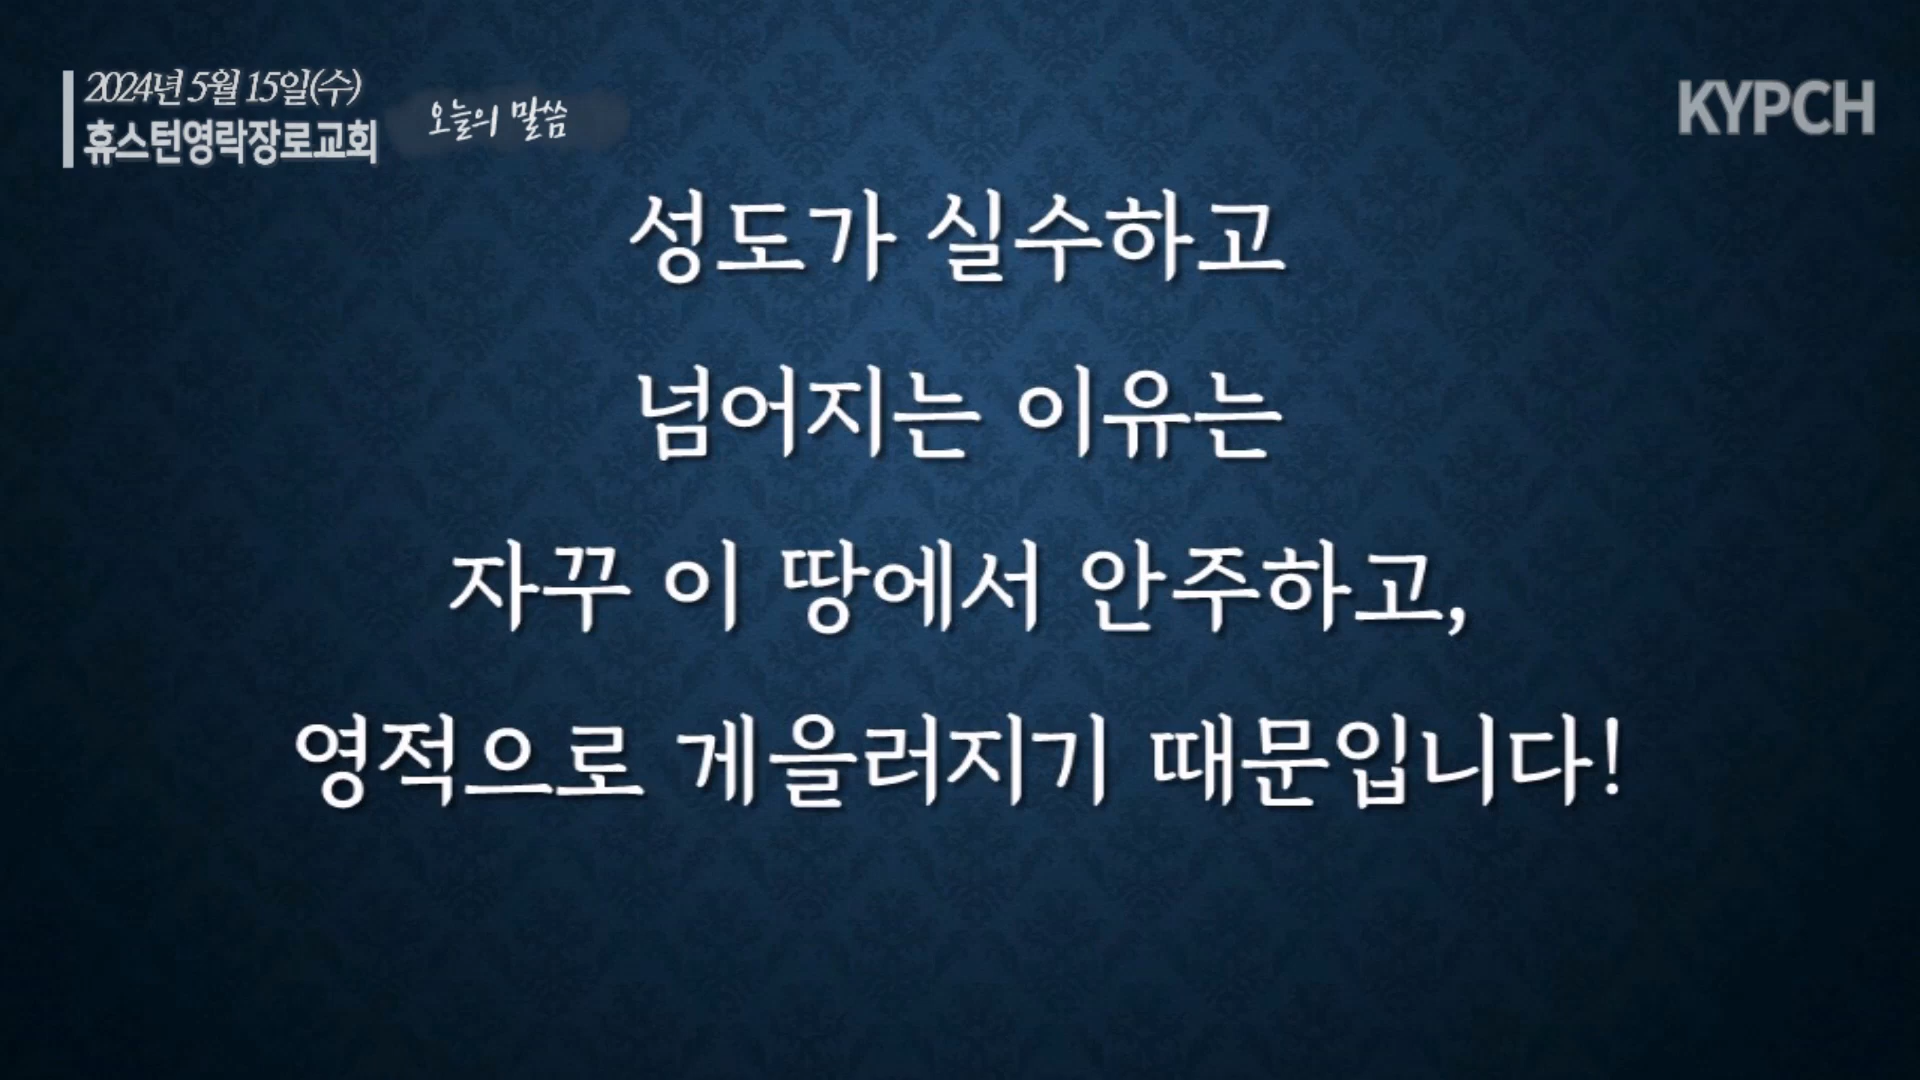 2024년 5월 15일(수)
휴스턴영락장로교회
오늘의 말씀
KYPCH
성도가 실수하고
넘어지는 이유는
자꾸 이 땅에서 안주하고,
영적으로 게을러지기 때문입니다!